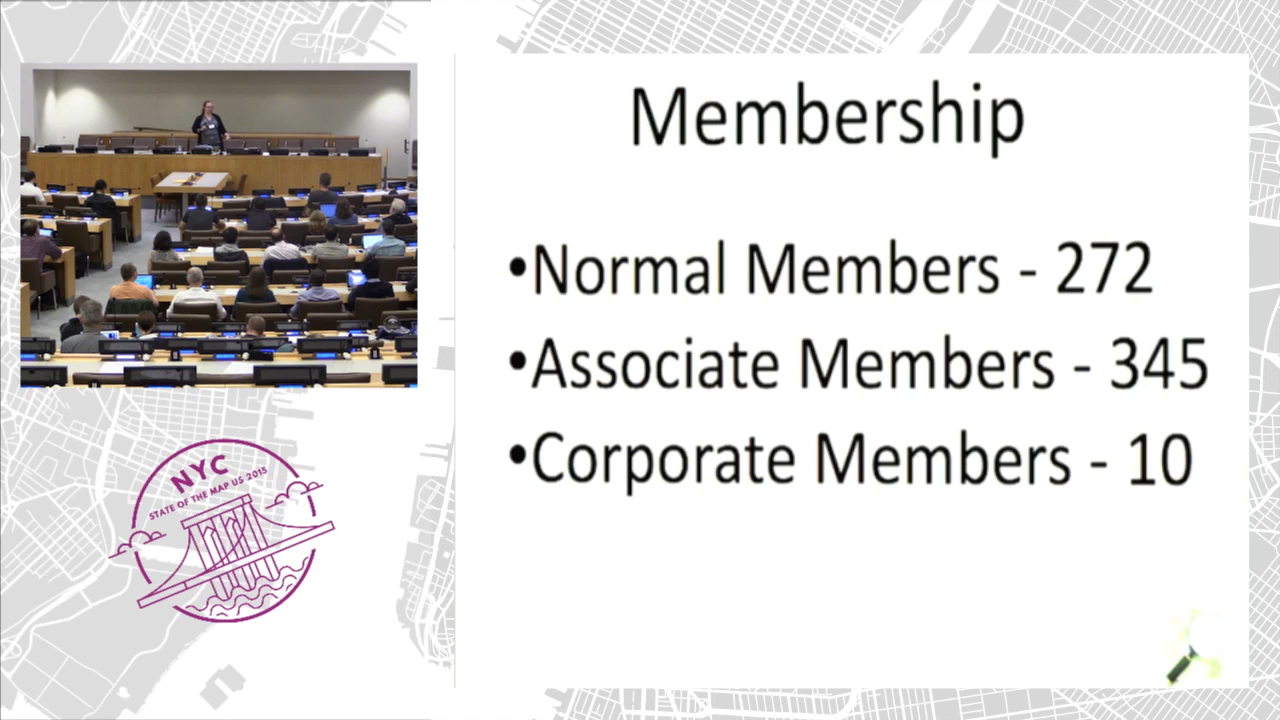 Membership
•Normal Members - 272
•Associate Members - 345
•Corporate Members - 10
NYC
STATE OF THE MAP US 2015